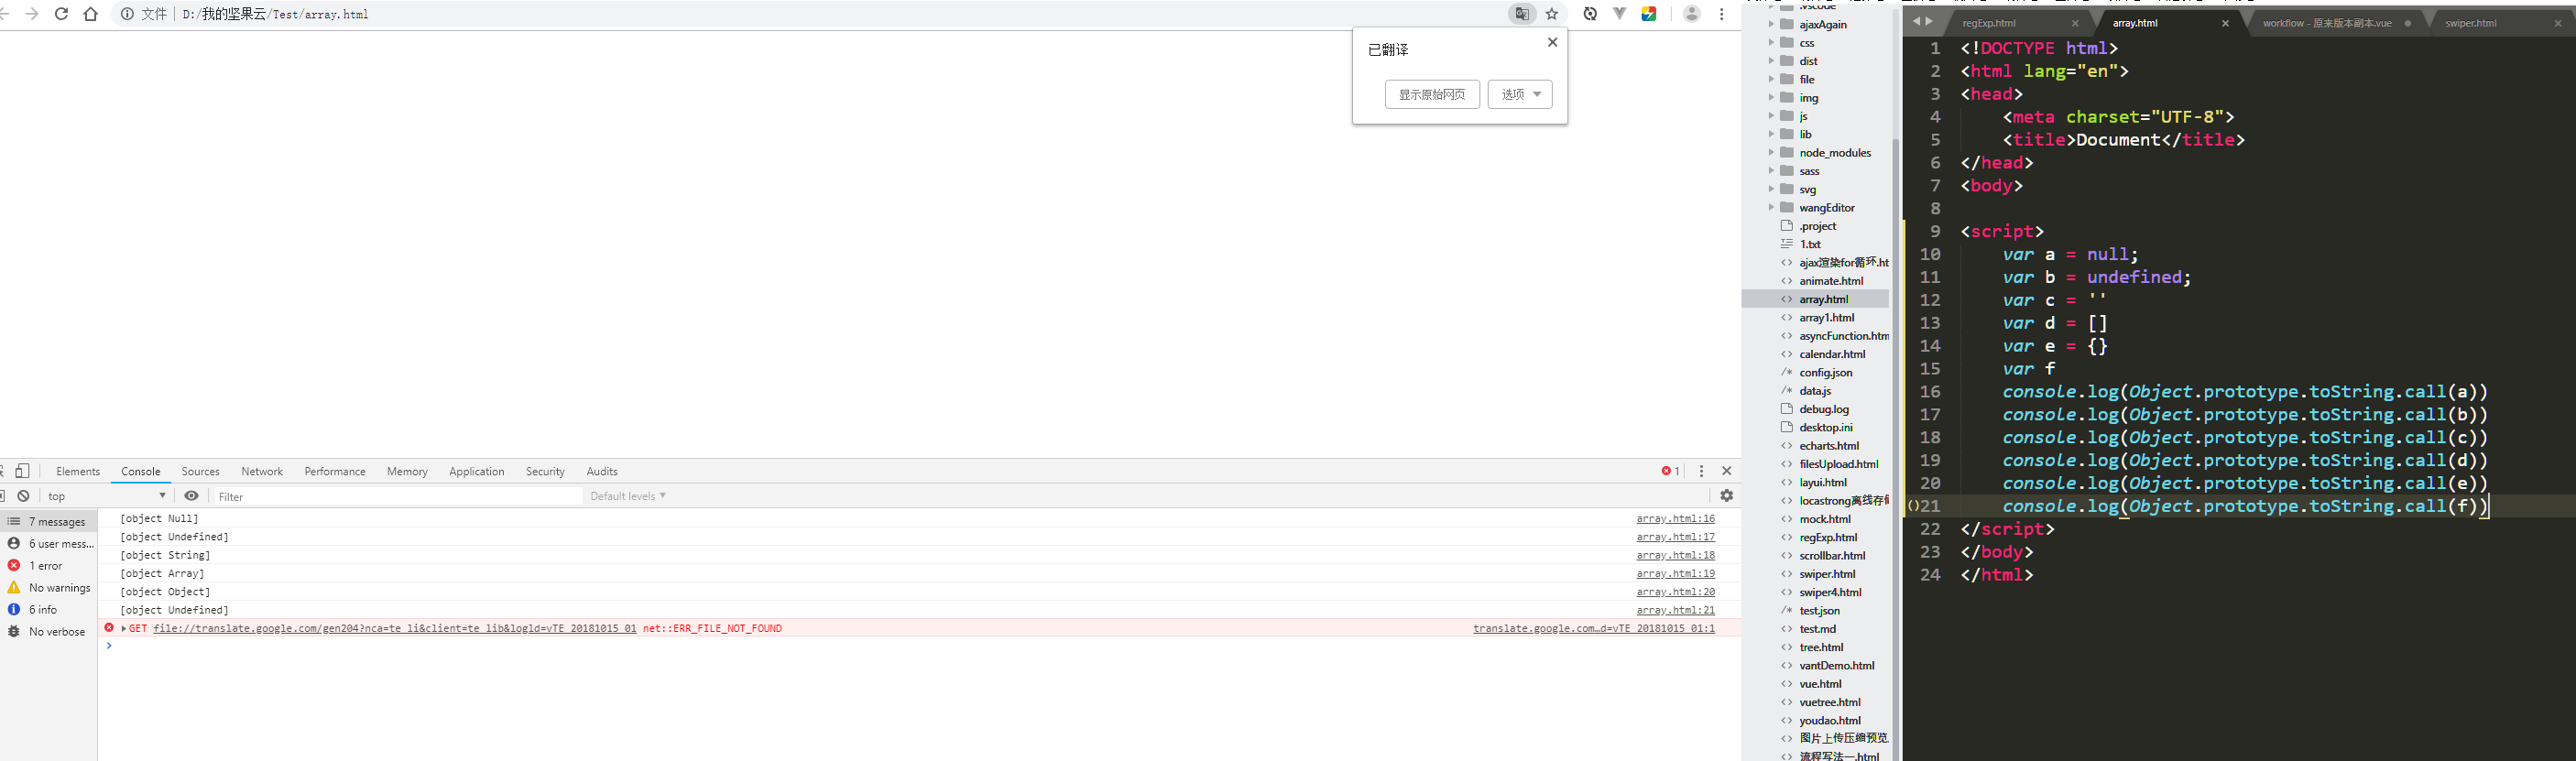 文件 D:/我的坚果云/Test/array.html
已翻译
显示原始网页 选项
Elements Console Sources Network Performance Memory Application Security Audits 1
top Filter Default levels
7 messages
6 user mess...
1 error
No warnings
6 info
No verbose
[object Null] array.html:16
[object Undefined] array.html:17
[object String] array.html:18
[object Array] array.html:19
[object Object] array.html:20
[object Undefined] array.html:21
GET file://translate.google.com/gen204?nca=te_li&client=te_lib&logld=vTE_20181015_01 net::ERR_FILE_NOT_FOUND translate.google.com…d=vTE_20181015_01:1
.vscode
ajaxAgain
css
dist
file
img
js
lib
node_modules
sass
svg
wangEditor
.project
1.txt
ajax渲染for循环.ht
animate.html
array.html
array1.html
asyncFunction.htm
calendar.html
config.json
data.js
debug.log
desktop.ini
echarts.html
filesUpload.html
layui.html
locastrong离线存储
mock.html
regExp.html
scrollbar.html
swiper.html
swiper4.html
test.json
test.md
tree.html
vantDemo.html
vue.html
vuetree.html
youdao.html
图片上传压缩预览.
流程写法一.html
regExp.html array.html workflow - 原来版本副本.vue swiper.html
1 <!DOCTYPE html>
2 <html lang="en">
3 <head>
4 <meta charset="UTF-8">
5 <title>Document</title>
6 </head>
7 <body>
8
9 <script>
10 var a = null;
11 var b = undefined;
12 var c = ''
13 var d = []
14 var e = {}
15 var f
16 console.log(Object.prototype.toString.call(a))
17 console.log(Object.prototype.toString.call(b))
18 console.log(Object.prototype.toString.call(c))
19 console.log(Object.prototype.toString.call(d))
20 console.log(Object.prototype.toString.call(e))
21 console.log(Object.prototype.toString.call(f))
22 </script>
23 </body>
24 </html>